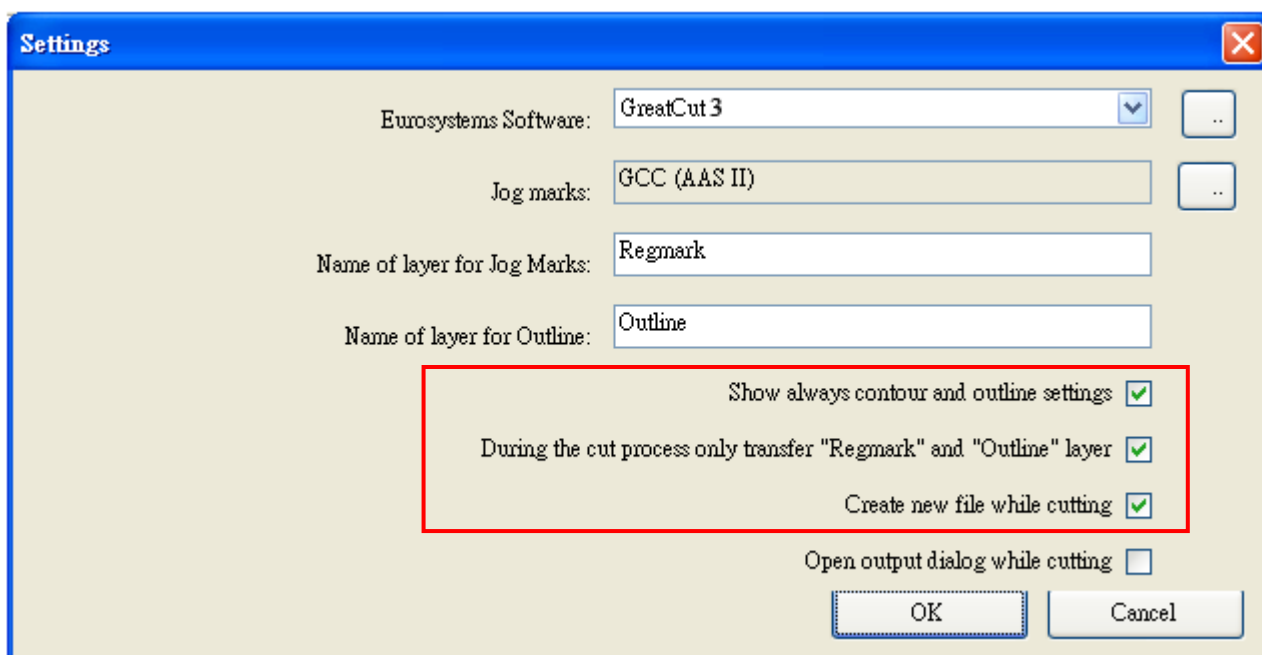 Settings
Eurosystems Software: GreatCut 3 ..
Jog marks: GCC (AAS II) ..
Name of layer for Jog Marks: Regmark
Name of layer for Outline: Outline
Show always contour and outline settings
During the cut process only transfer "Regmark" and "Outline" layer
Create new file while cutting
Open output dialog while cutting
OK Cancel